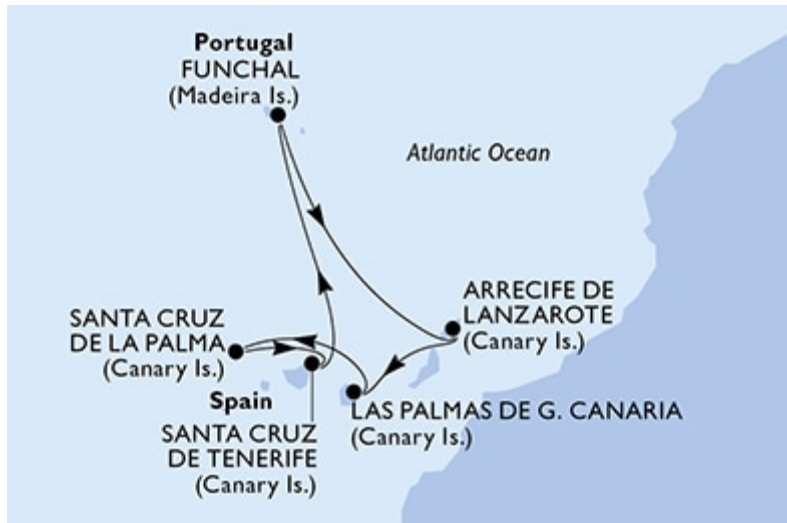 Portugal
FUNCHAL
(Madeira Is.)
Atlantic Ocean
ARRECIFE DE
LANZAROTE
(Canary Is.)
SANTA CRUZ
DE LA PALMA
(Canary Is.)
Spain
LAS PALMAS DE G. CANARIA
(Canary Is.)
SANTA CRUZ
DE TENERIFE
(Canary Is.)